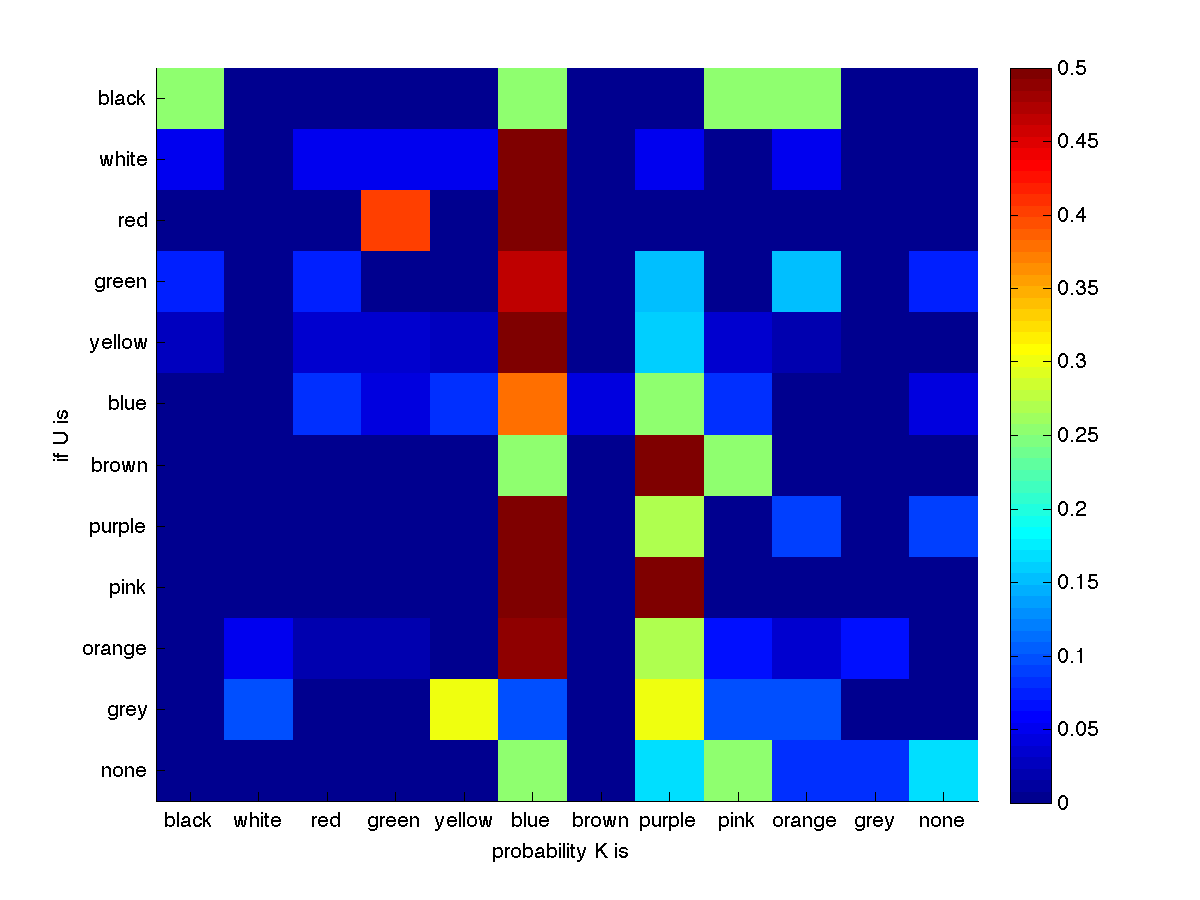 black
white
red
green
yellow
blue
brown
purple
pink
orange
grey
none
if U is
black white red green yellow blue brown purple pink orange grey none
probability K is
0.5
0.45
0.4
0.35
0.3
0.25
0.2
0.15
0.1
0.05
0